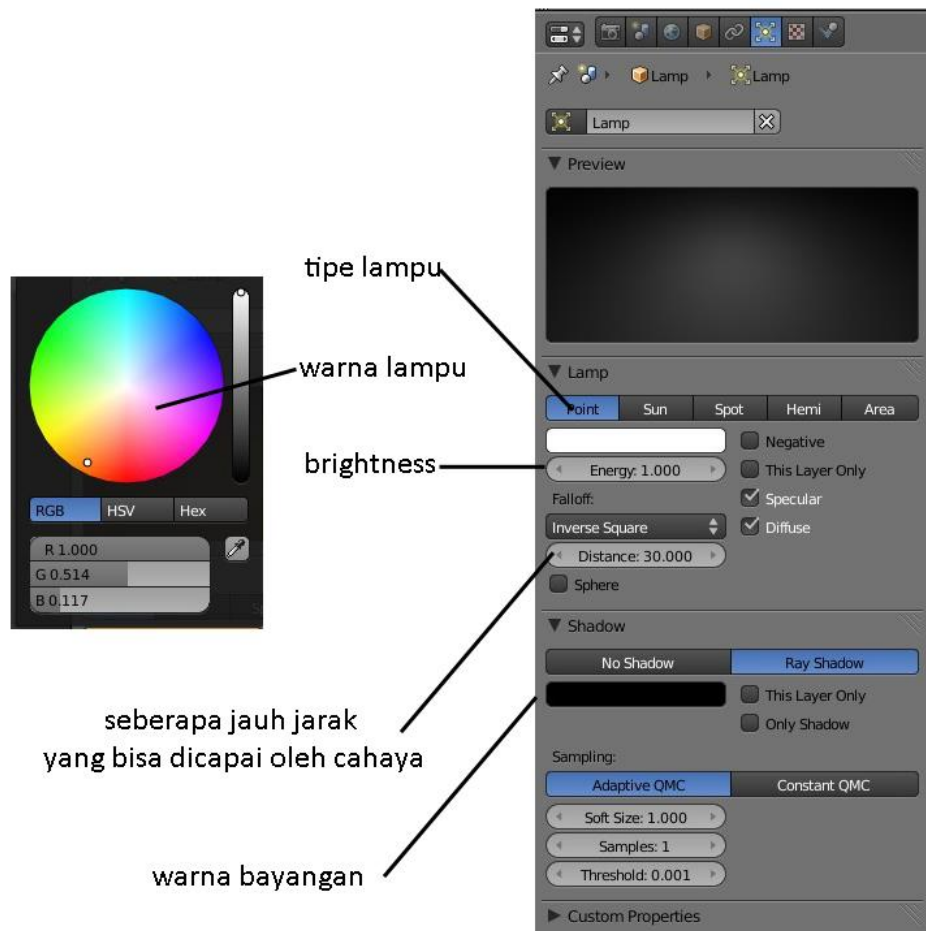 Lamp
Lamp
Lamp
Preview
tipe lampu
warna lampu
brightness
seberapa jauh jarak
yang bisa dicapai oleh cahaya
warna bayangan
RGB HSV Hex
R 1.000
G 0.514
B 0.117
Lamp
Point Sun Spot Hemi Area
Negative
Energy: 1.000 This Layer Only
Falloff: Specular
Inverse Square Diffuse
Distance: 30.000
Sphere
Shadow
No Shadow Ray Shadow
This Layer Only
Only Shadow
Sampling:
Adaptive QMC Constant QMC
Soft Size: 1.000
Samples: 1
Threshold: 0.001
Custom Properties